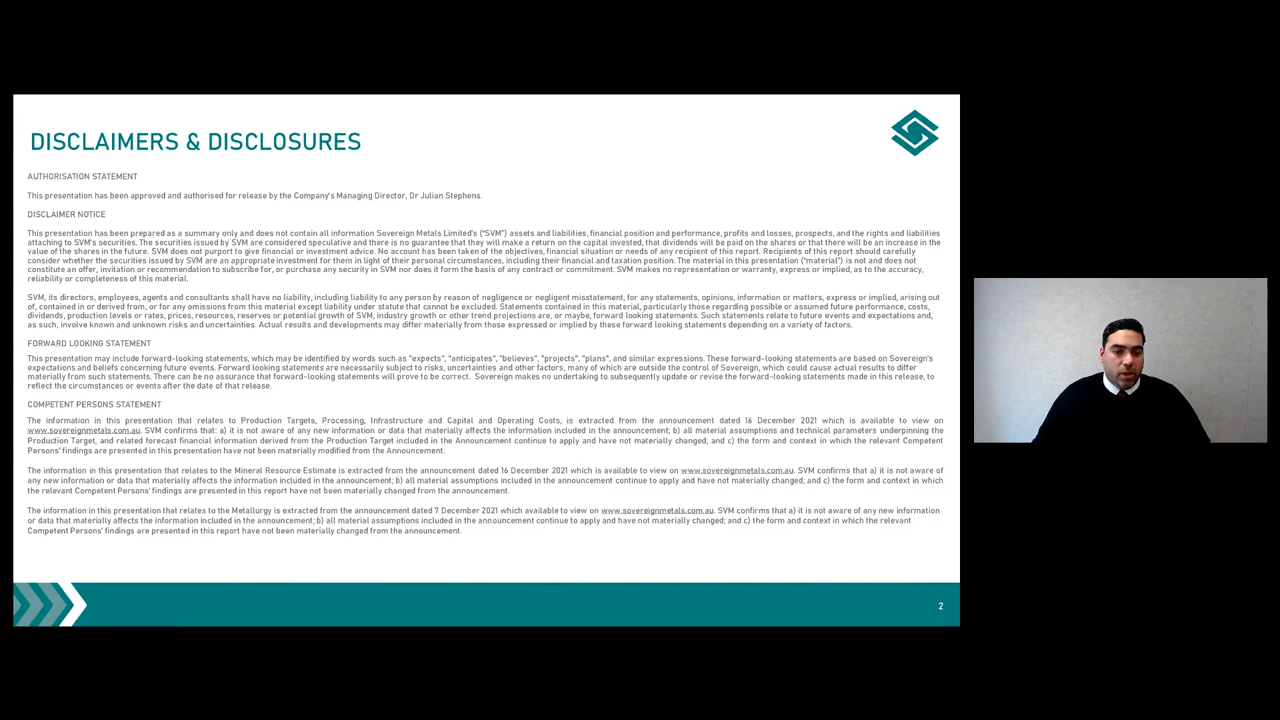 DISCLAIMERS & DISCLOSURES
AUTHORISATION STATEMENT
This presentation has been approved and authorised for release by the Company's Managing Director, Dr Julian Stephens.
DISCLAIMER NOTICE
This presentation has been prepared as a summary only and does not contain all information Sovereign Metals Limited's ("SVM") assets and liabilities, financial position and performance, profits and losses, prospects, and the rights and liabilities
attaching to SVM's securities. The securities issued by SVM are considered speculative and there is no guarantee that they will make a return on the capital invested, that dividends will be paid on the shares or that there will be an increase in the
value of the shares in the future. SVM does not purport to give financial or investment advice. No account has been taken of the objectives, financial situation or needs of any recipient of this report. Recipients of this report should carefully
consider whether the securities issued by SVM are an appropriate investment for them in light of their personal circumstances, including their financial and taxation position. The material in this presentation ("material") is not and does not
constitute an offer, invitation or recommendation to subscribe for, or purchase any security in SVM nor does it form the basis of any contract or commitment. SVM makes no representation or warranty, express or implied, as to the accuracy,
reliability or completeness of this material.
SVM, its directors, employees, agents and consultants shall have no liability, including liability to any person by reason of negligence or negligent misstatement, for any statements, opinions, information or matters, express or implied, arising out
of, contained in or derived from, or for any omissions from this material except liability under statute that cannot be excluded. Statements contained in this material, particularly those regarding possible or assumed future performance, costs,
dividends, production levels or rates, prices, resources, reserves or potential growth of SVM, industry growth or other trend projections are, or maybe, forward looking statements. Such statements relate to future events and expectations and,
as such, involve known and unknown risks and uncertainties. Actual results and developments may differ materially from those expressed or implied by these forward looking statements depending on a variety of factors.
FORWARD LOOKING STATEMENT
This presentation may include forward-looking statements, which may be identified by words such as "expects", "anticipates", "believes", "projects", "plans", and similar expressions. These forward-looking statements are based on Sovereign's
expectations and beliefs concerning future events. Forward looking statements are necessarily subject to risks, uncertainties and other factors, many of which are outside the control of Sovereign, which could cause actual results to differ
materially from such statements. There can be no assurance that forward-looking statements will prove to be correct. Sovereign makes no undertaking to subsequently update or revise the forward-looking statements made in this release, to
reflect the circumstances or events after the date of that release.
COMPETENT PERSONS STATEMENT
The information in this presentation that relates to Production Targets, Processing, Infrastructure and Capital and Operating Costs, is extracted from the announcement dated 16 December 2021 which is available to view on
www.sovereignmetals.com.au. SVM confirms that: a) it is not aware of any new information or data that materially affects the information included in the announcement; b) all material assumptions and technical parameters underpinning the
Production Target, and related forecast financial information derived from the Production Target included in the Announcement continue to apply and have not materially changed; and c) the form and context in which the relevant Competent
Persons' findings are presented in this presentation have not been materially modified from the Announcement.
The information in this presentation that relates to the Mineral Resource Estimate is extracted from the announcement dated 16 December 2021 which is available to view on www.sovereignmetals.com.au. SVM confirms that a) it is not aware of
any new information or data that materially affects the information included in the announcement; b) all material assumptions included in the announcement continue to apply and have not materially changed; and c) the form and context in which
the relevant Competent Persons' findings are presented in this report have not been materially changed from the announcement.
The information in this presentation that relates to the Metallurgy is extracted from the announcement dated 7 December 2021 which available to view on www.sovereignmetals.com.au. SVM confirms that a) it is not aware of any new information
or data that materially affects the information included in the announcement; b) all material assumptions included in the announcement continue to apply and have not materially changed; and c) the form and context in which the relevant
Competent Persons' findings are presented in this report have not been materially changed from the announcement.
2